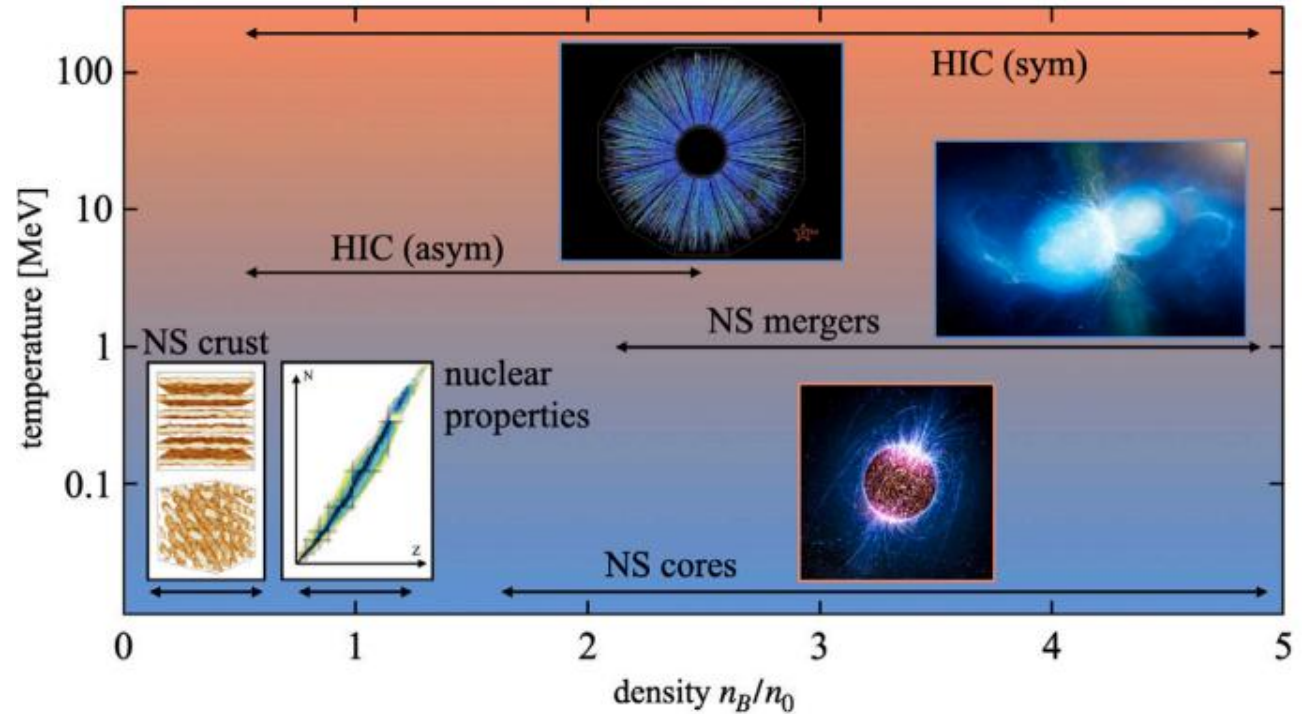 HIC (sym)
100
10
HIC (asym)
NS mergers
1
NS crust
N
Z
nuclear
properties
0.1
NS cores
temperature [MeV]
0
1
2
3
4
5
density n_B/n_0